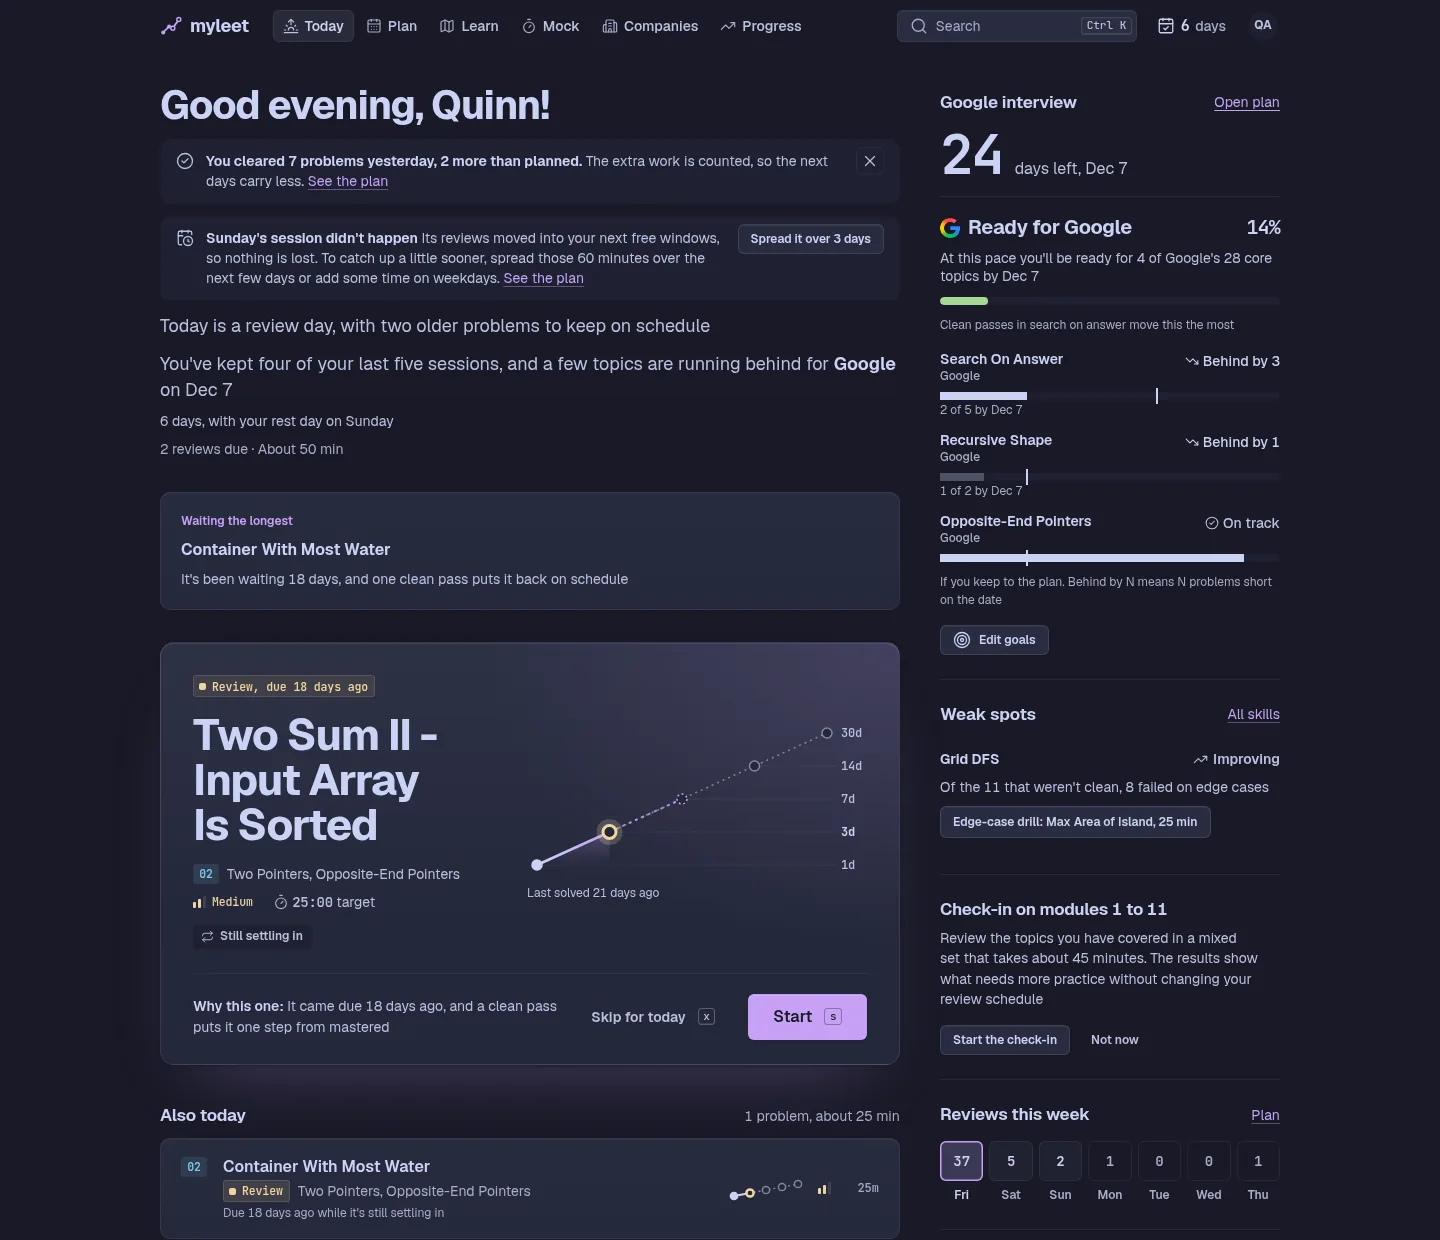 myleet
Today
Plan
Learn
Mock
Companies
Progress
Search
Ctrl K
6 days
QA
Good evening, Quinn!
You cleared 7 problems yesterday, 2 more than planned. The extra work is counted, so the next
days carry less. See the plan
Sunday's session didn't happen Its reviews moved into your next free windows,
so nothing is lost. To catch up a little sooner, spread those 60 minutes over the
next few days or add some time on weekdays. See the plan
Spread it over 3 days
Today is a review day, with two older problems to keep on schedule
You've kept four of your last five sessions, and a few topics are running behind for Google
on Dec 7
6 days, with your rest day on Sunday
2 reviews due · About 50 min
Waiting the longest
Container With Most Water
It's been waiting 18 days, and one clean pass puts it back on schedule
Review, due 18 days ago
Two Sum II -
Input Array
Is Sorted
02 Two Pointers, Opposite-End Pointers
Medium
25:00 target
Still settling in
30d
14d
7d
3d
1d
Last solved 21 days ago
Why this one: It came due 18 days ago, and a clean pass
puts it one step from mastered
Skip for today x
Start s
Also today
1 problem, about 25 min
02 Container With Most Water
Review Two Pointers, Opposite-End Pointers
25m
Due 18 days ago while it's still settling in
Google interview
Open plan
24 days left, Dec 7
Ready for Google
14%
At this pace you'll be ready for 4 of Google's 28 core
topics by Dec 7
Clean passes in search on answer move this the most
Search On Answer
Behind by 3
Google
2 of 5 by Dec 7
Recursive Shape
Behind by 1
Google
1 of 2 by Dec 7
Opposite-End Pointers
On track
Google
If you keep to the plan. Behind by N means N problems short
on the date
Edit goals
Weak spots
All skills
Grid DFS
Improving
Of the 11 that weren't clean, 8 failed on edge cases
Edge-case drill: Max Area of Island, 25 min
Check-in on modules 1 to 11
Review the topics you have covered in a mixed
set that takes about 45 minutes. The results show
what needs more practice without changing your
review schedule
Start the check-in
Not now
Reviews this week
Plan
37 5 2 1 0 0 1
Fri Sat Sun Mon Tue Wed Thu